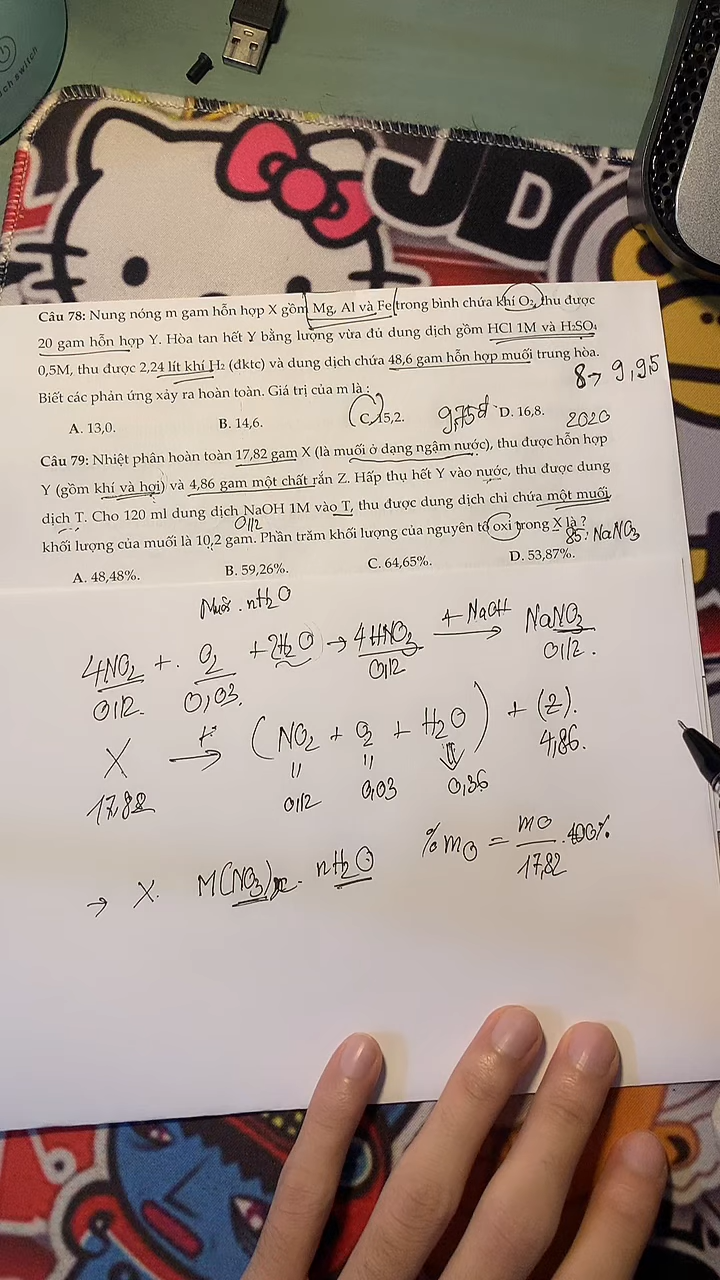 ch switch
JD
Câu 78: Nung nóng m gam hỗn hợp X gồm Mg, Al và Fe trong bình chứa khí O₂, thu được
20 gam hỗn hợp Y. Hòa tan hết Y bằng lượng vừa đủ dung dịch gồm HCl 1M và H₂SO₄
0,5M, thu được 2,24 lít khí H₂ (đktc) và dung dịch chứa 48,6 gam hỗn hợp muối trung hòa.
Biết các phản ứng xảy ra hoàn toàn. Giá trị của m là :
8 → 9,95
A. 13,0. B. 14,6. C. 15,2. 9,75đ D. 16,8.
2020
Câu 79: Nhiệt phân hoàn toàn 17,82 gam X (là muối ở dạng ngậm nước), thu được hỗn hợp
Y (gồm khí và hơi) và 4,86 gam một chất rắn Z. Hấp thụ hết Y vào nước, thu được dung
dịch T. Cho 120 ml dung dịch NaOH 1M vào T, thu được dung dịch chỉ chứa một muối,
0,12
khối lượng của muối là 10,2 gam. Phần trăm khối lượng của nguyên tố oxi trong X là ?
85: NaNO₃
A. 48,48%. B. 59,26%. C. 64,65%. D. 53,87%.
Muối . nH₂O
4NO₂ + O₂ + 2H₂O → 4HNO₃ + NaOH → NaNO₃
0,12 0,03 0,12 0,12
X t° → (NO₂ + O₂ + H₂O) + (Z).
17,82 0,12 0,03 0,36 4,86
%mO = mO / 17,82 . 100%
→ X. M(NO₃)x . nH₂O